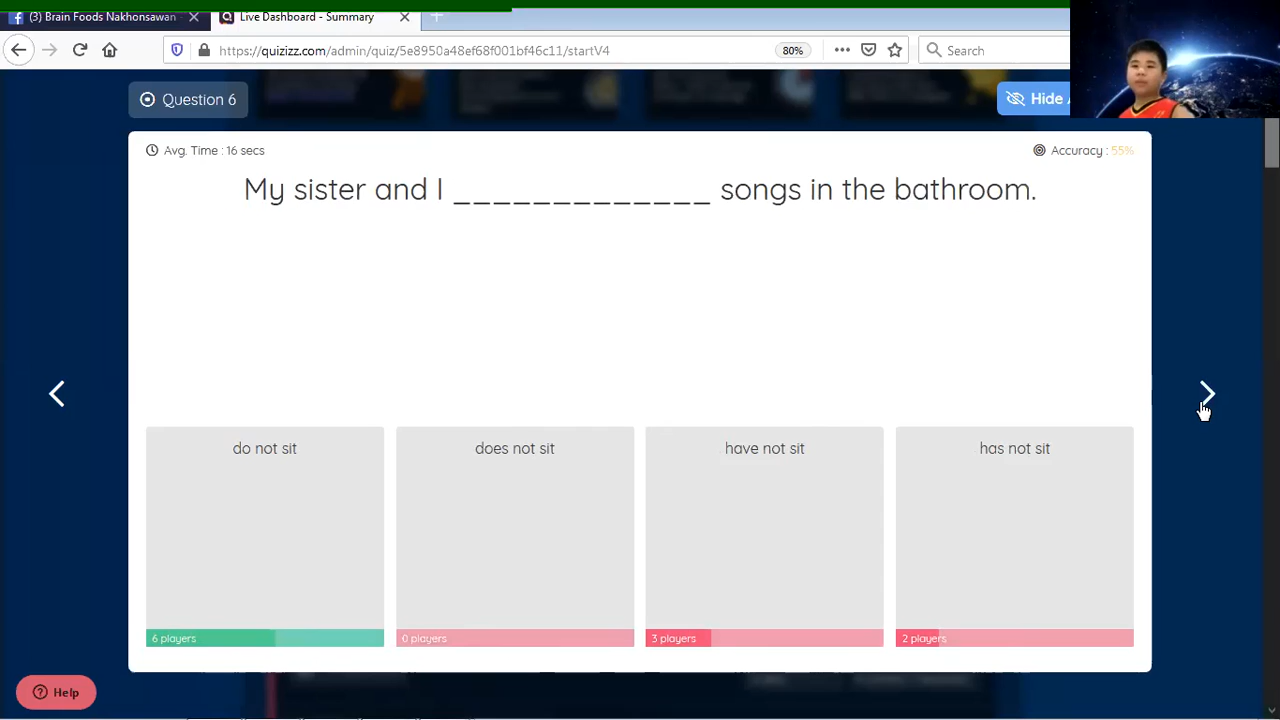 (3) Brain Foods Nakhonsawan
Live Dashboard - Summary
https://quizizz.com/admin/quiz/5e8950a48ef68f001bf46c11/startV4
80%
Search
Question 6
Hide
Avg. Time : 16 secs
Accuracy : 55%
My sister and I _____________ songs in the bathroom.
do not sit
does not sit
have not sit
has not sit
6 players
0 players
3 players
2 players
Help